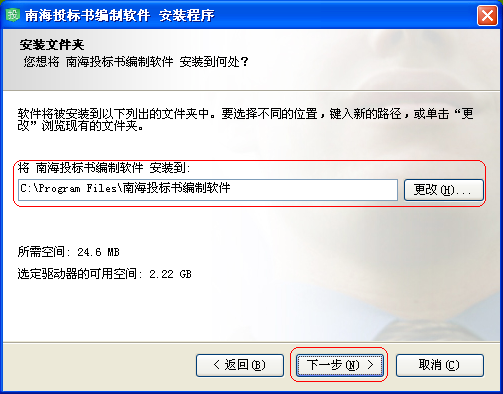 南海投标书编制软件 安装程序
安装文件夹
您想将 南海投标书编制软件 安装到何处？
软件将被安装到以下列出的文件夹中。要选择不同的位置，键入新的路径，或单击“更
改”浏览现有的文件夹。
将 南海投标书编制软件 安装到:
C:\Program Files\南海投标书编制软件
更改(H)...
所需空间: 24.6 MB
选定驱动器的可用空间: 2.22 GB
< 返回(B)
下一步(N) >
取消(C)